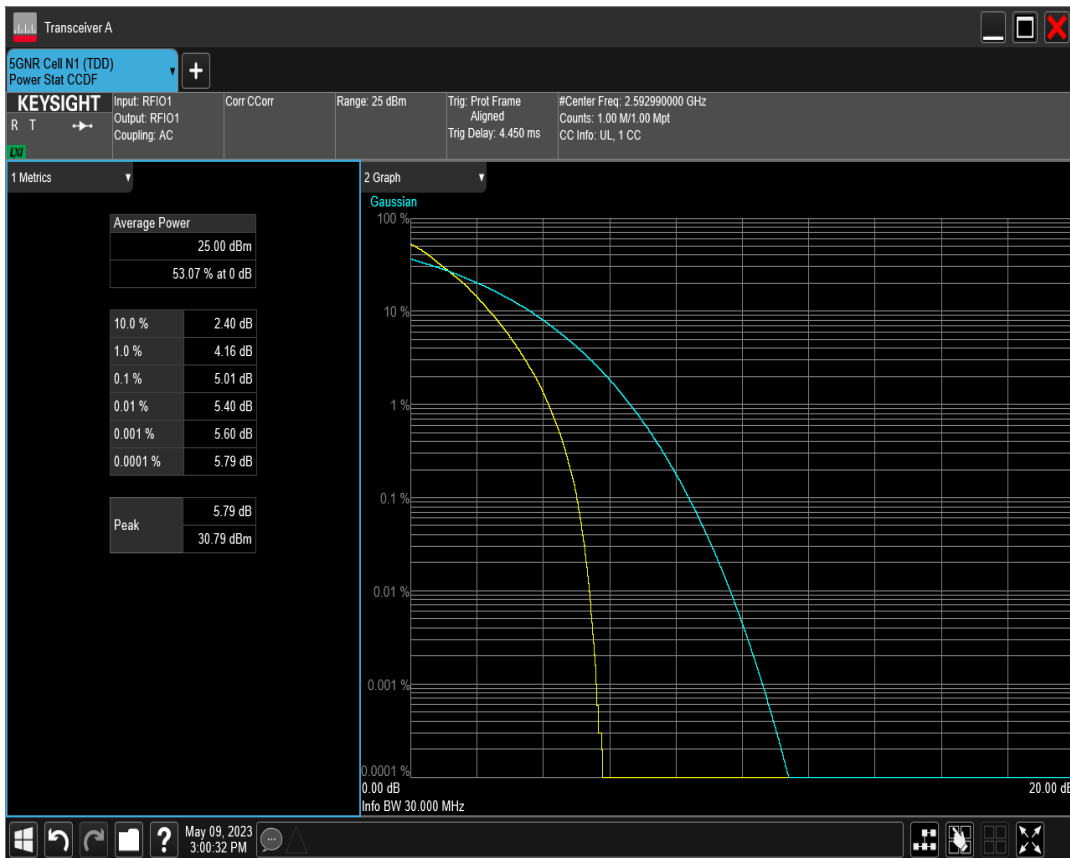 Transceiver A
5GNR Cell N1 (TDD)
Power Stat CCDF
+
KEYSIGHT
R T
LXI
Input: RFIO1
Output: RFIO1
Coupling: AC
Corr CCorr
Range: 25 dBm
Trig: Prot Frame
Aligned
Trig Delay: 4.450 ms
#Center Freq: 2.592990000 GHz
Counts: 1.00 M/1.00 Mpt
CC Info: UL, 1 CC
1 Metrics
Average Power
25.00 dBm
53.07 % at 0 dB
10.0 % 2.40 dB
1.0 % 4.16 dB
0.1 % 5.01 dB
0.01 % 5.40 dB
0.001 % 5.60 dB
0.0001 % 5.79 dB
Peak
5.79 dB
30.79 dBm
2 Graph
Gaussian
100 %
10 %
1 %
0.1 %
0.01 %
0.001 %
0.0001 %
0.00 dB 20.00 dB
Info BW 30.000 MHz
?
May 09, 2023
3:00:32 PM